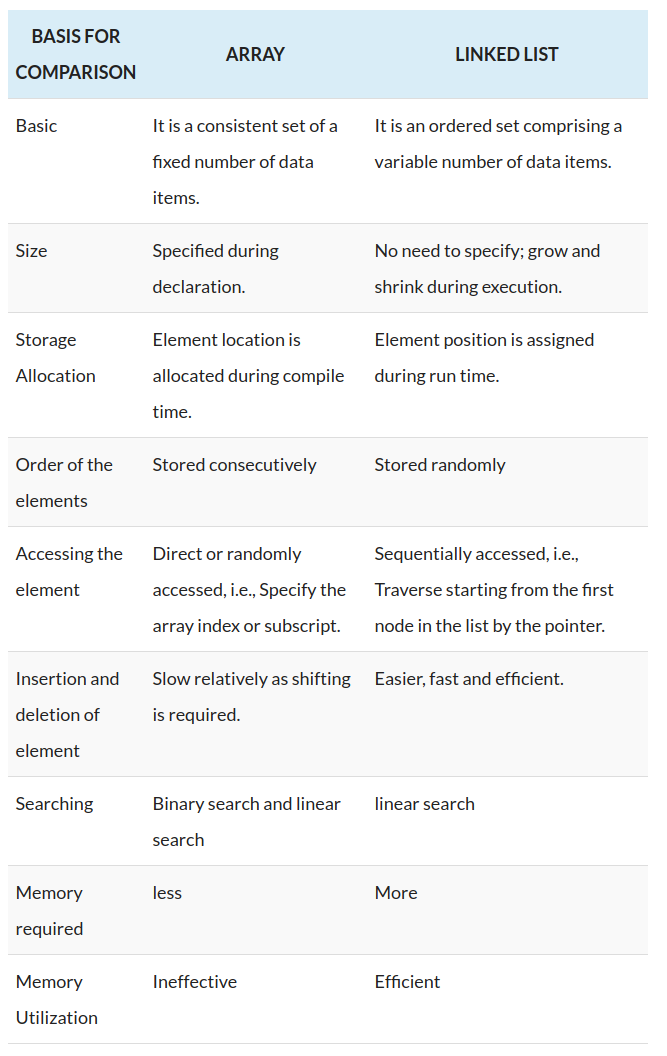 BASIS FOR
COMPARISON
ARRAY
LINKED LIST
Basic
It is a consistent set of a
fixed number of data
items.
It is an ordered set comprising a
variable number of data items.
Size
Specified during
declaration.
No need to specify; grow and
shrink during execution.
Storage
Allocation
Element location is
allocated during compile
time.
Element position is assigned
during run time.
Order of the
elements
Stored consecutively
Stored randomly
Accessing the
element
Direct or randomly
accessed, i.e., Specify the
array index or subscript.
Sequentially accessed, i.e.,
Traverse starting from the first
node in the list by the pointer.
Insertion and
deletion of
element
Slow relatively as shifting
is required.
Easier, fast and efficient.
Searching
Binary search and linear
search
linear search
Memory
required
less
More
Memory
Utilization
Ineffective
Efficient